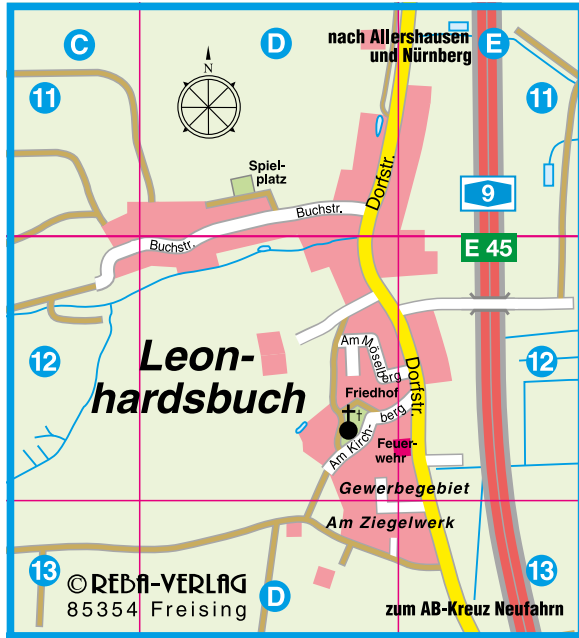 C
D
nach Allershausen
und Nürnberg
E
N
11
11
Spiel-
platz
Dorfstr.
9
Buchstr.
Buchstr.
E 45
12
Leon-
hardsbuch
Am Möselberg
Dorfstr.
12
Friedhof
Am Kirchberg
Feuer-
wehr
Gewerbegebiet
Am Ziegelwerk
13
© REBA-VERLAG
85354 Freising
D
zum AB-Kreuz Neufahrn
13